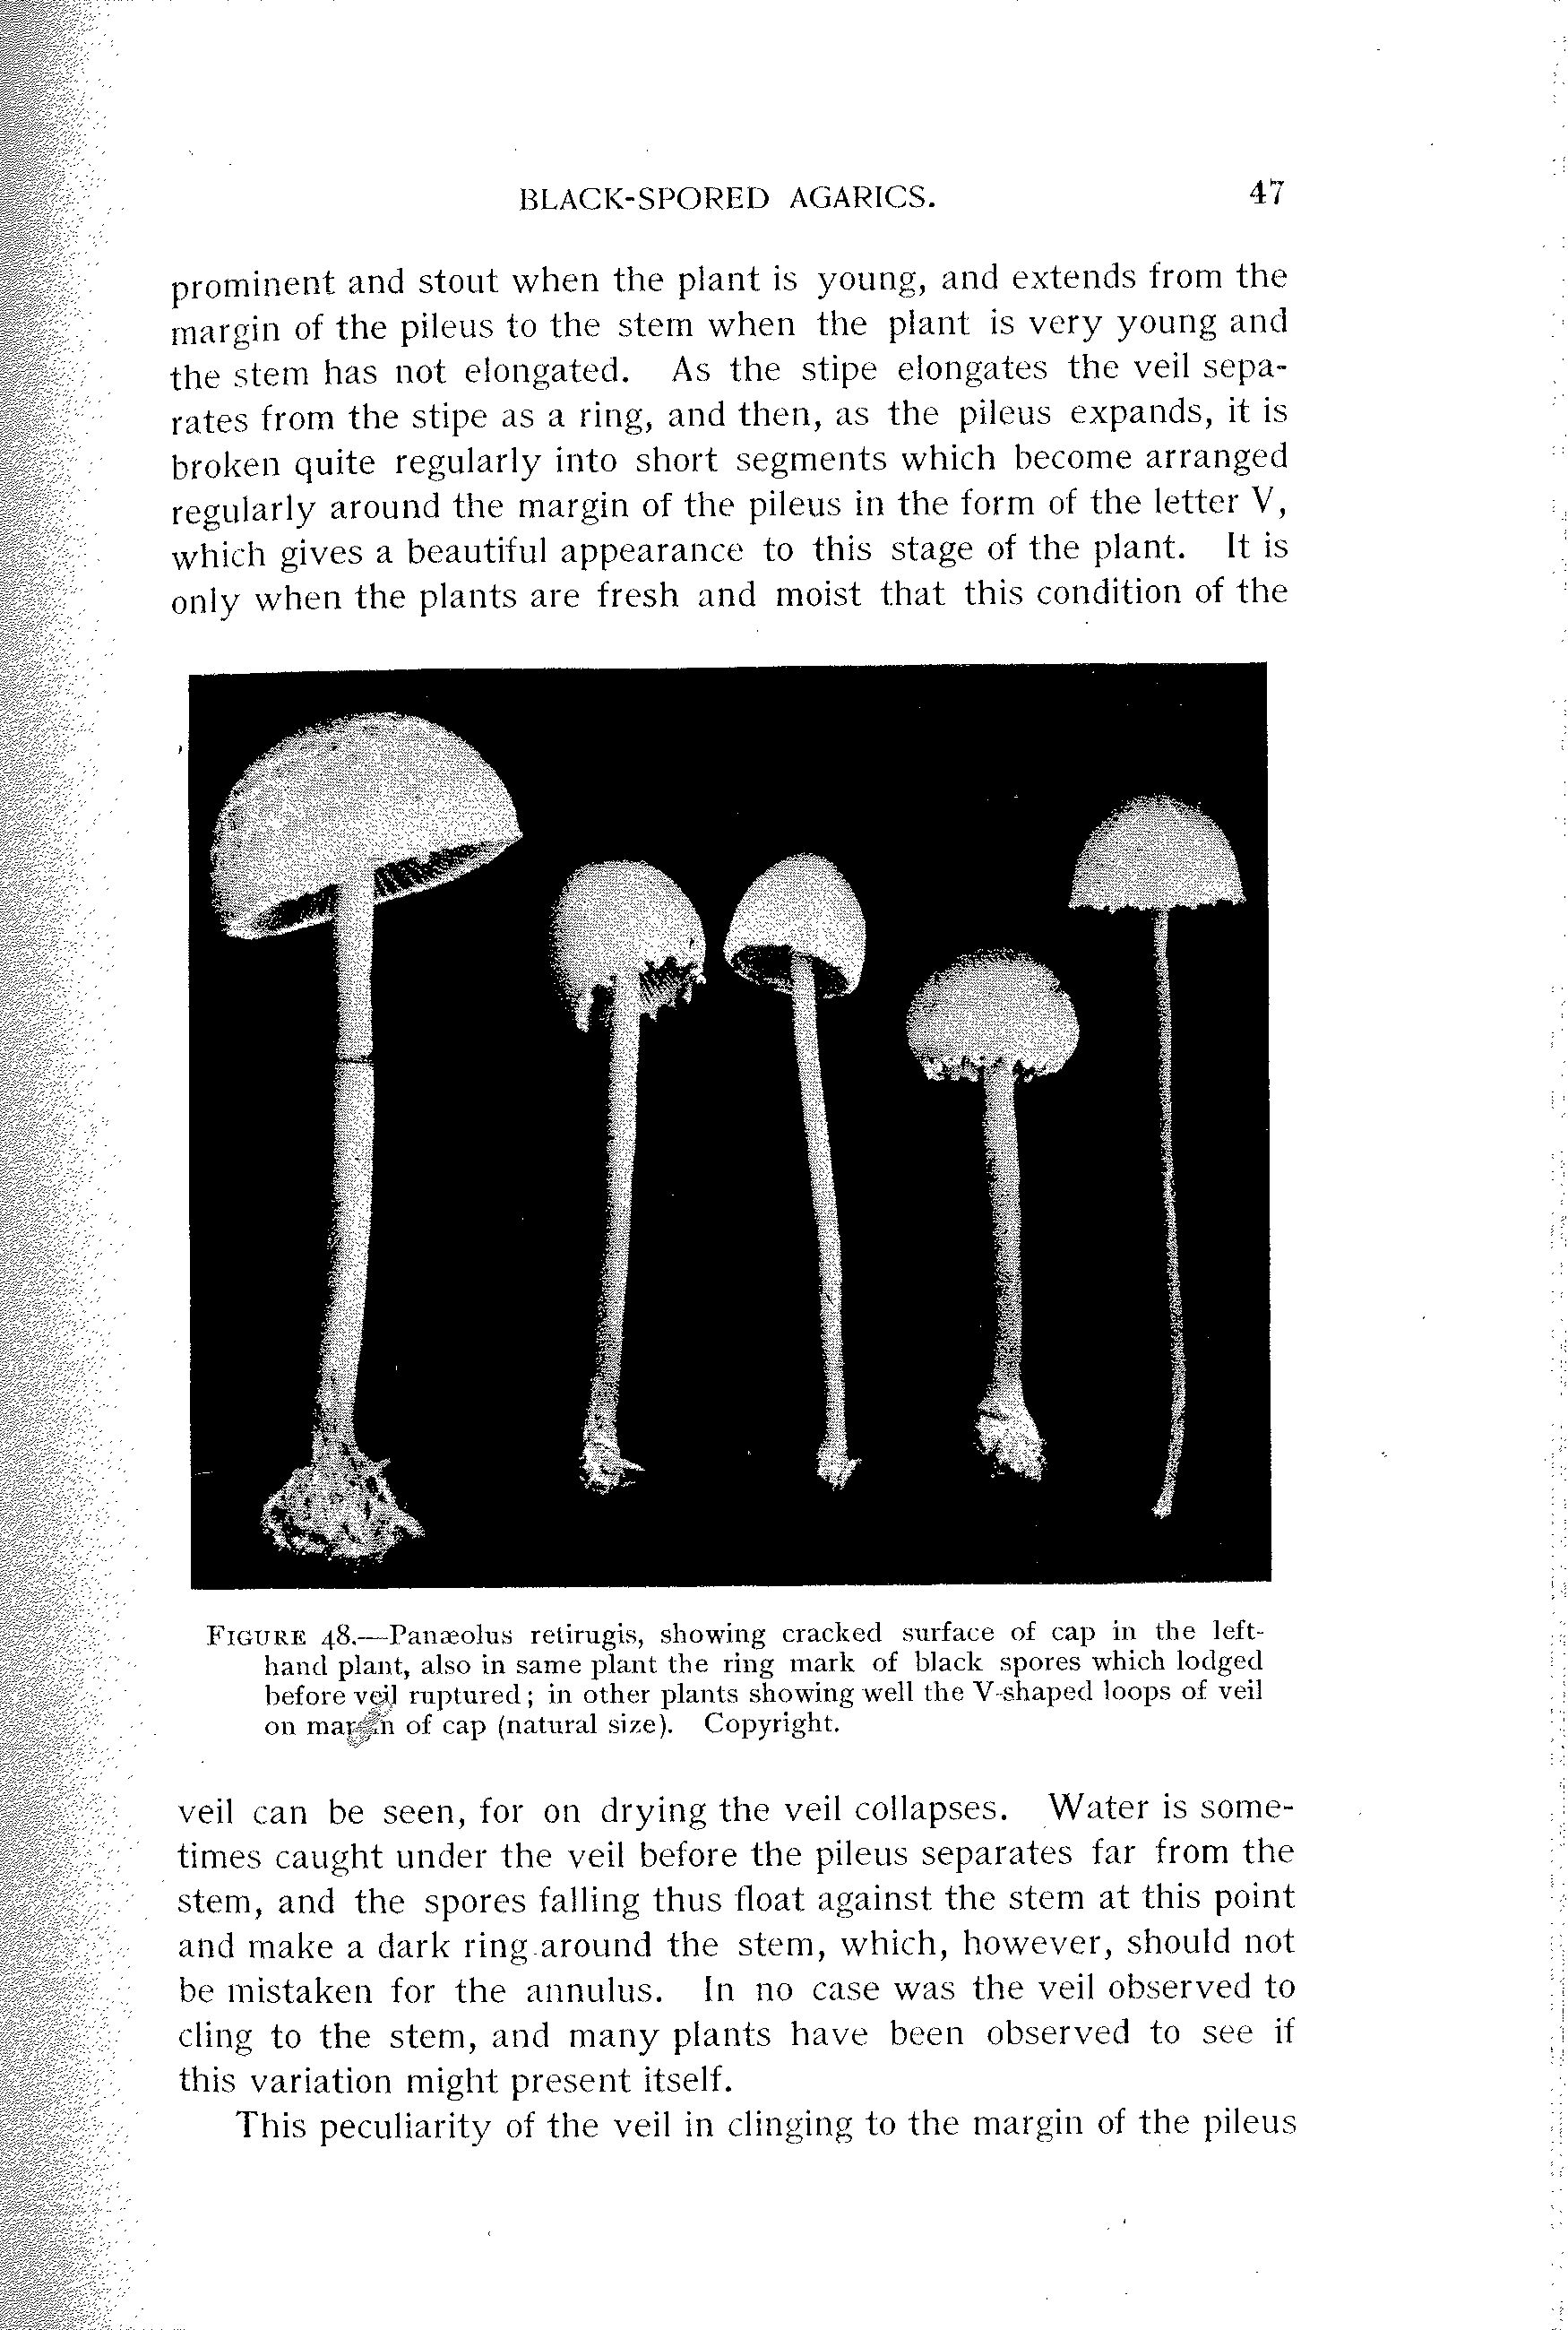 BLACK-SPORED AGARICS. 47
prominent and stout when the plant is young, and extends from the
margin of the pileus to the stem when the plant is very young and
the stem has not elongated. As the stipe elongates the veil sepa-
rates from the stipe as a ring, and then, as the pileus expands, it is
broken quite regularly into short segments which become arranged
regularly around the margin of the pileus in the form of the letter V,
which gives a beautiful appearance to this stage of the plant. It is
only when the plants are fresh and moist that this condition of the
FIGURE 48.—Panæolus retirugis, showing cracked surface of cap in the left-
hand plant, also in same plant the ring mark of black spores which lodged
before veil ruptured; in other plants showing well the V-shaped loops of veil
on margin of cap (natural size). Copyright.
veil can be seen, for on drying the veil collapses. Water is some-
times caught under the veil before the pileus separates far from the
stem, and the spores falling thus float against the stem at this point
and make a dark ring around the stem, which, however, should not
be mistaken for the annulus. In no case was the veil observed to
cling to the stem, and many plants have been observed to see if
this variation might present itself.
This peculiarity of the veil in clinging to the margin of the pileus